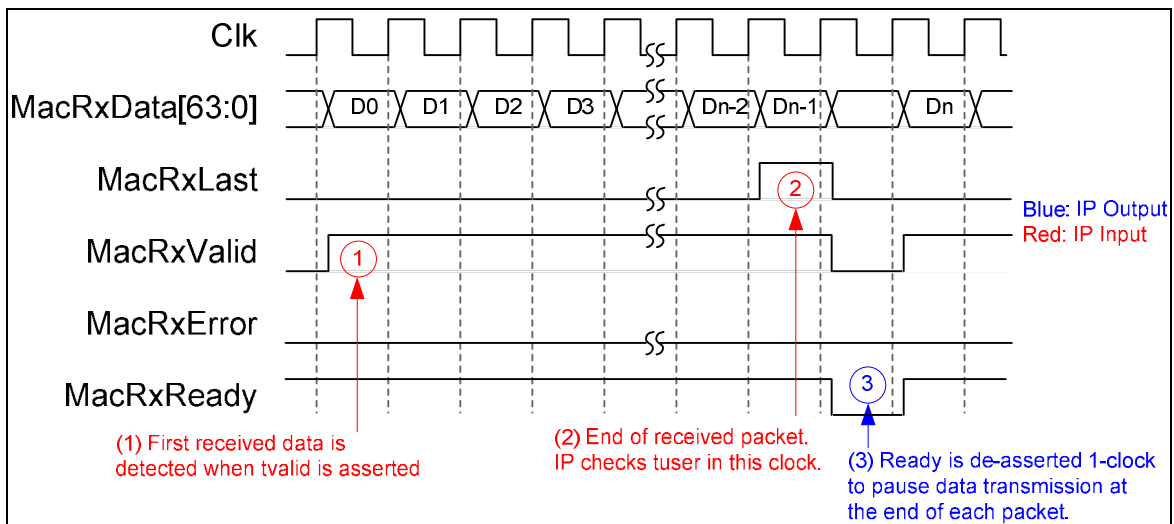 Clk
MacRxData[63:0]
D0 D1 D2 D3 Dn-2 Dn-1 Dn
MacRxLast
2
Blue: IP Output
Red: IP Input
MacRxValid
1
MacRxError
MacRxReady
3
(1) First received data is
detected when tvalid is asserted
(2) End of received packet.
IP checks tuser in this clock.
(3) Ready is de-asserted 1-clock
to pause data transmission at
the end of each packet.